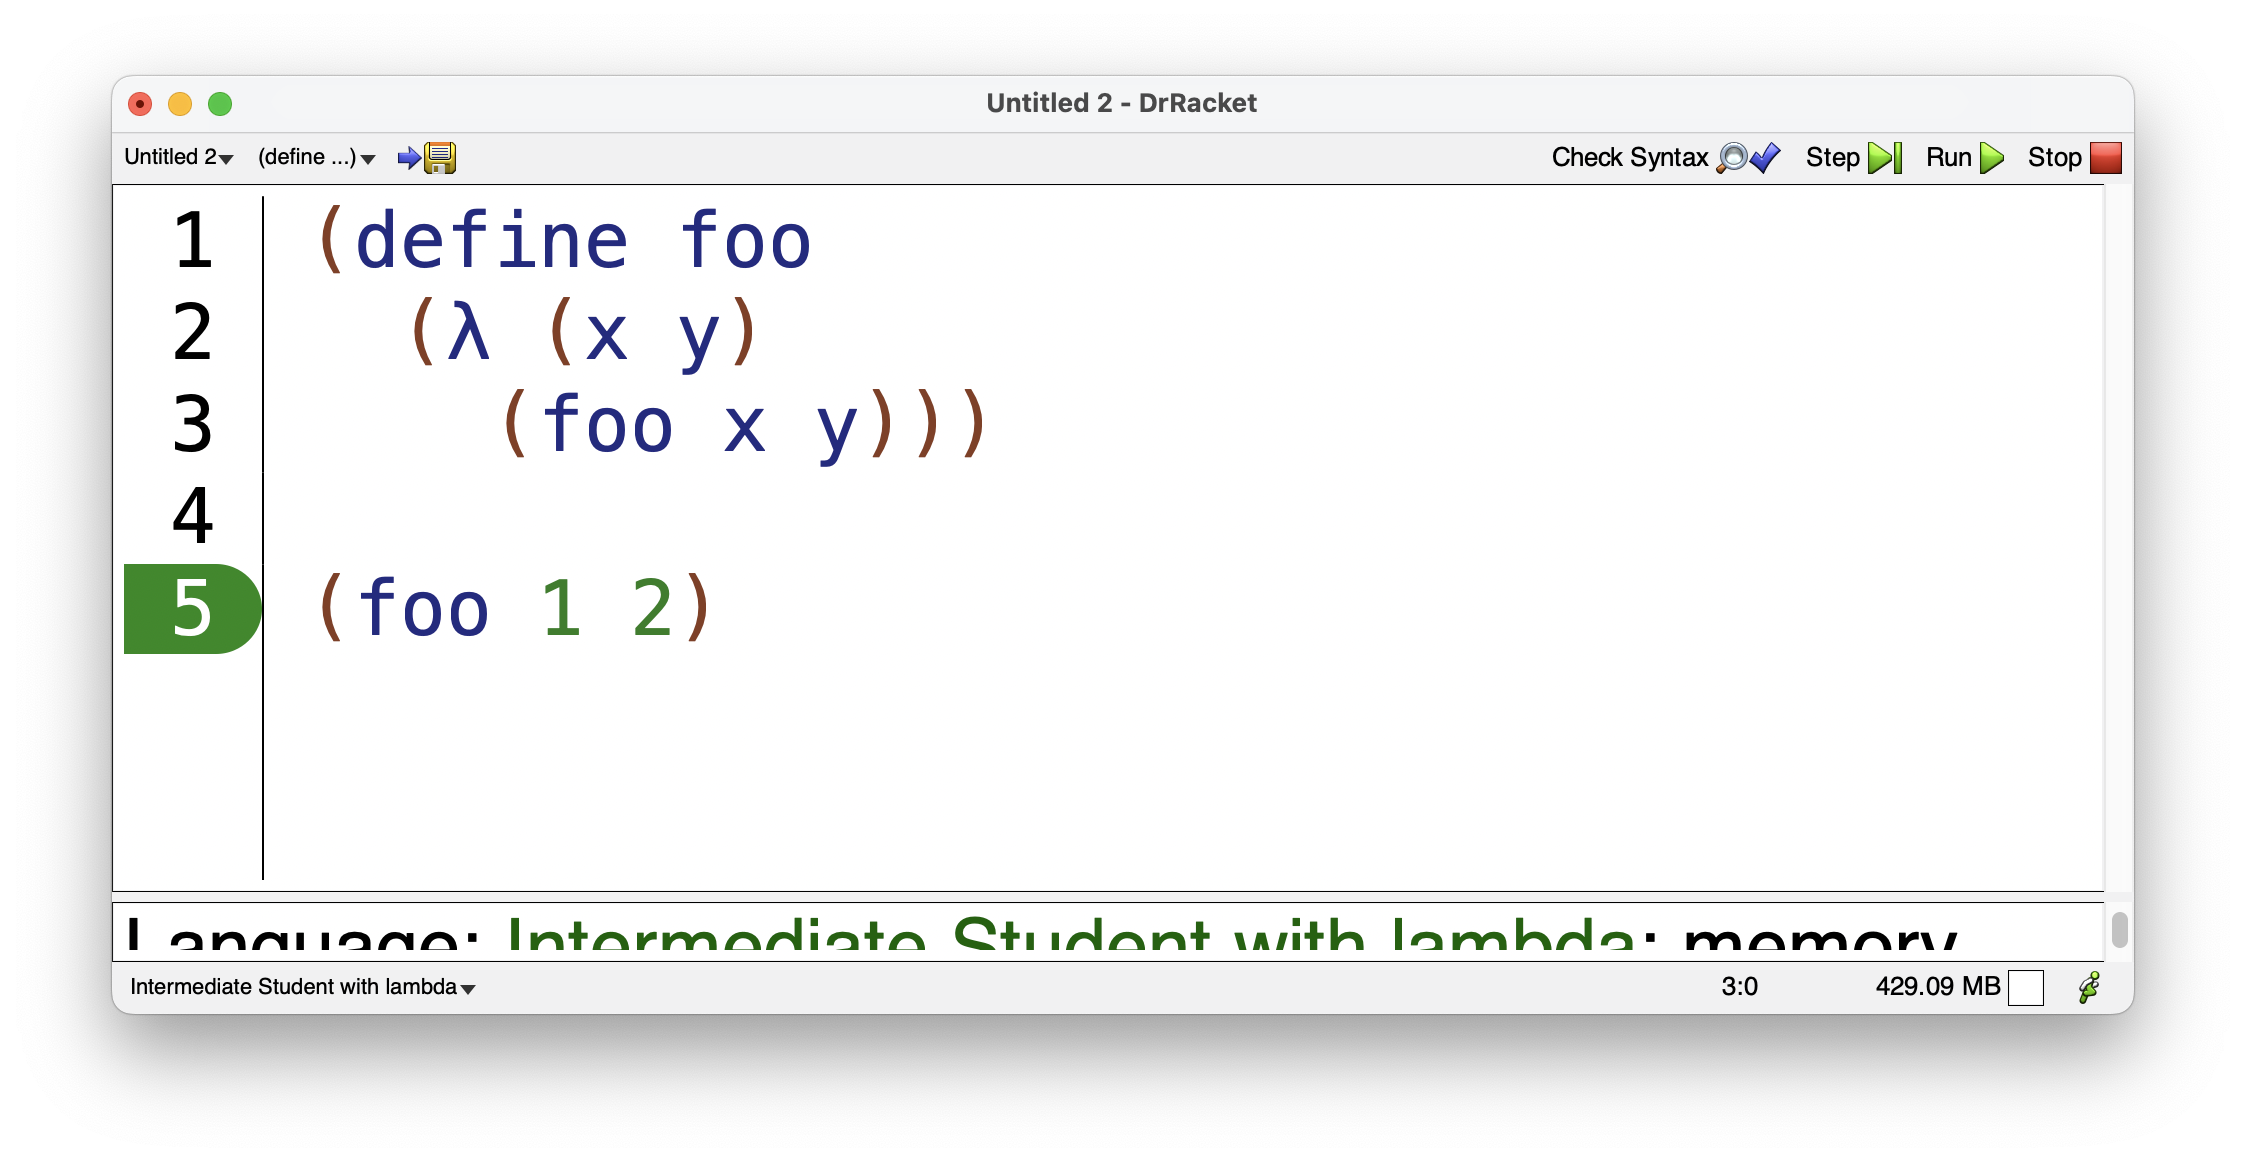 Untitled 2 - DrRacket
Untitled 2 (define ...) Check Syntax Step Run Stop
1 (define foo
2 (λ (x y)
3 (foo x y)))
4
5 (foo 1 2)
Language: Intermediate Student with lambda; memory
Intermediate Student with lambda 3:0 429.09 MB